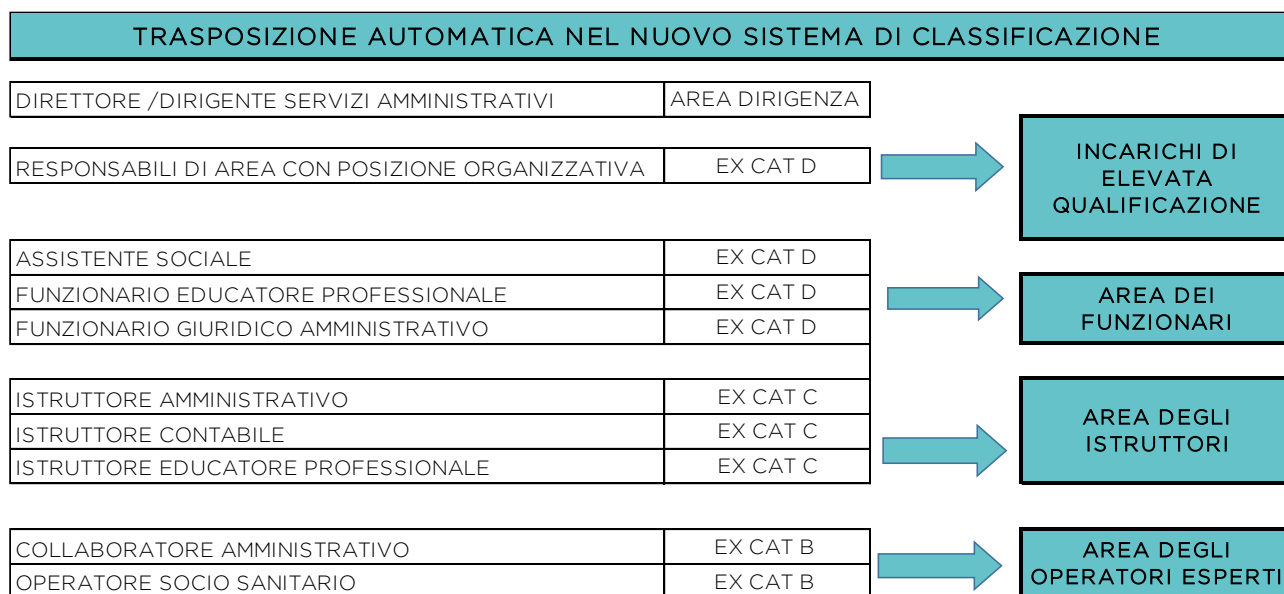 TRASPOSIZIONE AUTOMATICA NEL NUOVO SISTEMA DI CLASSIFICAZIONE
DIRETTORE /DIRIGENTE SERVIZI AMMINISTRATIVI AREA DIRIGENZA
RESPONSABILI DI AREA CON POSIZIONE ORGANIZZATIVA EX CAT D
INCARICHI DI
ELEVATA
QUALIFICAZIONE
ASSISTENTE SOCIALE EX CAT D
FUNZIONARIO EDUCATORE PROFESSIONALE EX CAT D
FUNZIONARIO GIURIDICO AMMINISTRATIVO EX CAT D
AREA DEI
FUNZIONARI
ISTRUTTORE AMMINISTRATIVO EX CAT C
ISTRUTTORE CONTABILE EX CAT C
ISTRUTTORE EDUCATORE PROFESSIONALE EX CAT C
AREA DEGLI
ISTRUTTORI
COLLABORATORE AMMINISTRATIVO EX CAT B
OPERATORE SOCIO SANITARIO EX CAT B
AREA DEGLI
OPERATORI ESPERTI